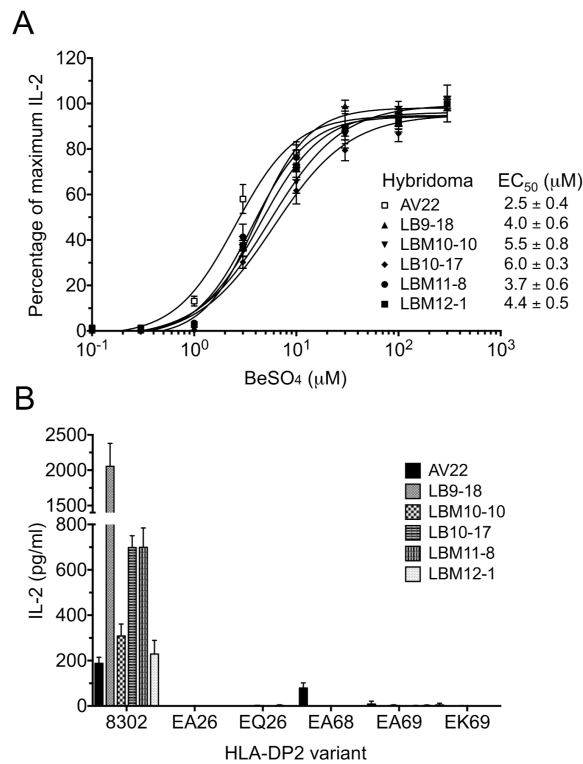 A
Percentage of maximum IL-2
120
100
80
60
40
20
0
10-1 100 101 102 103
BeSO4 (μM)
Hybridoma EC50 (μM)
AV22 2.5 ± 0.4
LB9-18 4.0 ± 0.6
LBM10-10 5.5 ± 0.8
LB10-17 6.0 ± 0.3
LBM11-8 3.7 ± 0.6
LBM12-1 4.4 ± 0.5
B
IL-2 (pg/ml)
2500
2000
1500
1000
800
600
400
200
0
AV22
LB9-18
LBM10-10
LB10-17
LBM11-8
LBM12-1
8302 EA26 EQ26 EA68 EA69 EK69
HLA-DP2 variant